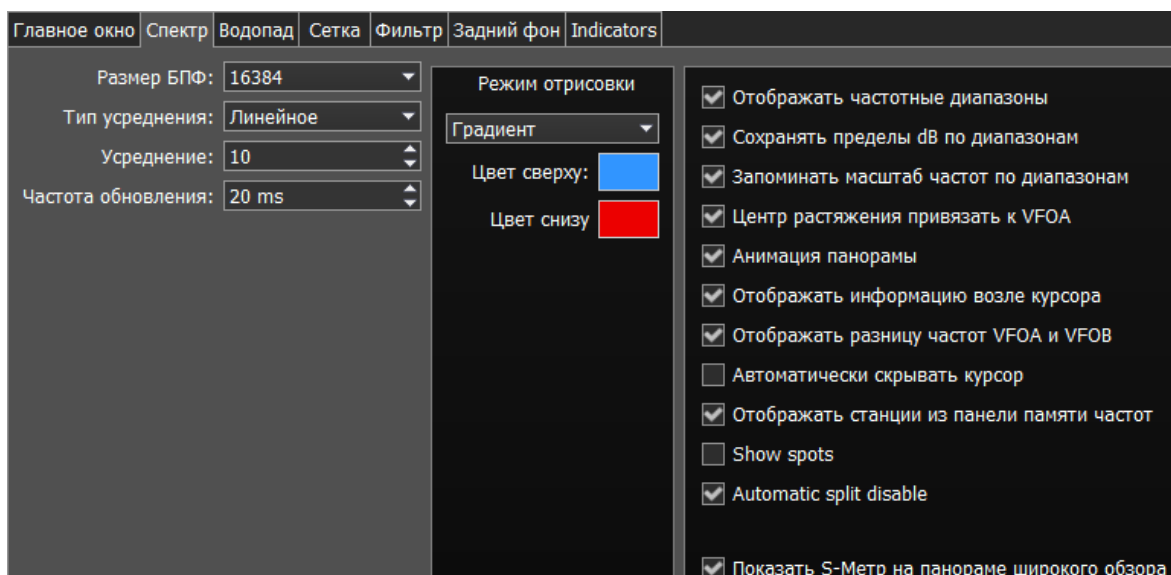 Главное окно Спектр Водопад Сетка Фильтр Задний фон Indicators
Размер БПФ: 16384
Тип усреднения: Линейное
Усреднение: 10
Частота обновления: 20 ms
Режим отрисовки
Градиент
Цвет сверху:
Цвет снизу
Отображать частотные диапазоны
Сохранять пределы dB по диапазонам
Запоминать масштаб частот по диапазонам
Центр растяжения привязать к VFOA
Анимация панорамы
Отображать информацию возле курсора
Отображать разницу частот VFOA и VFOB
Автоматически скрывать курсор
Отображать станции из панели памяти частот
Show spots
Automatic split disable
Показать S-Метр на панораме широкого обзора